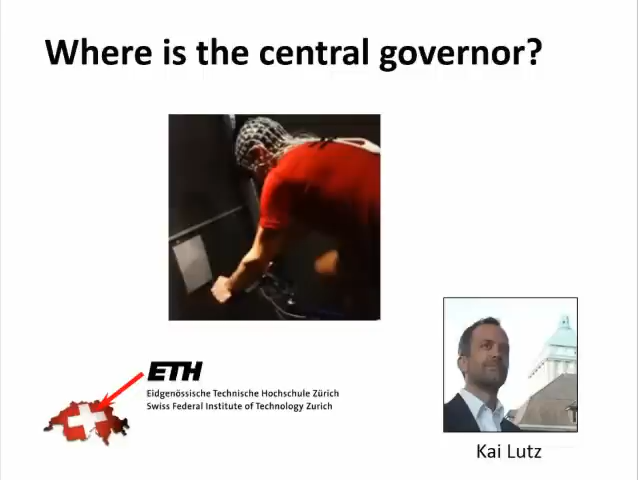 Where is the central governor?
ETH
Eidgenössische Technische Hochschule Zürich
Swiss Federal Institute of Technology Zurich
Kai Lutz